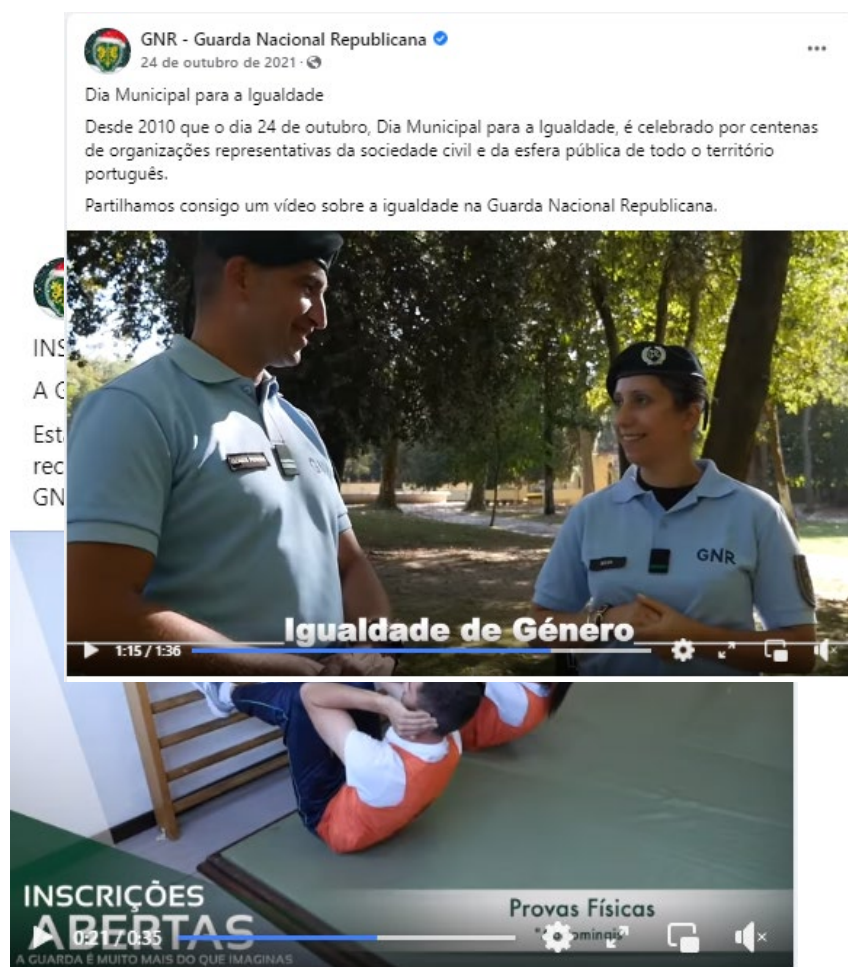 GNR - Guarda Nacional Republicana
24 de outubro de 2021 ·
Dia Municipal para a Igualdade
Desde 2010 que o dia 24 de outubro, Dia Municipal para a Igualdade, é celebrado por centenas
de organizações representativas da sociedade civil e da esfera pública de todo o território
português.
Partilhamos consigo um vídeo sobre a igualdade na Guarda Nacional Republicana.
INS
A G
Est
rec
GN
GNR
GNR
Igualdade de Género
1:15 / 1:36
INSCRIÇÕES
ABERTAS
0:21 / 0:35
A GUARDA É MUITO MAIS DO QUE IMAGINAS
Provas Físicas